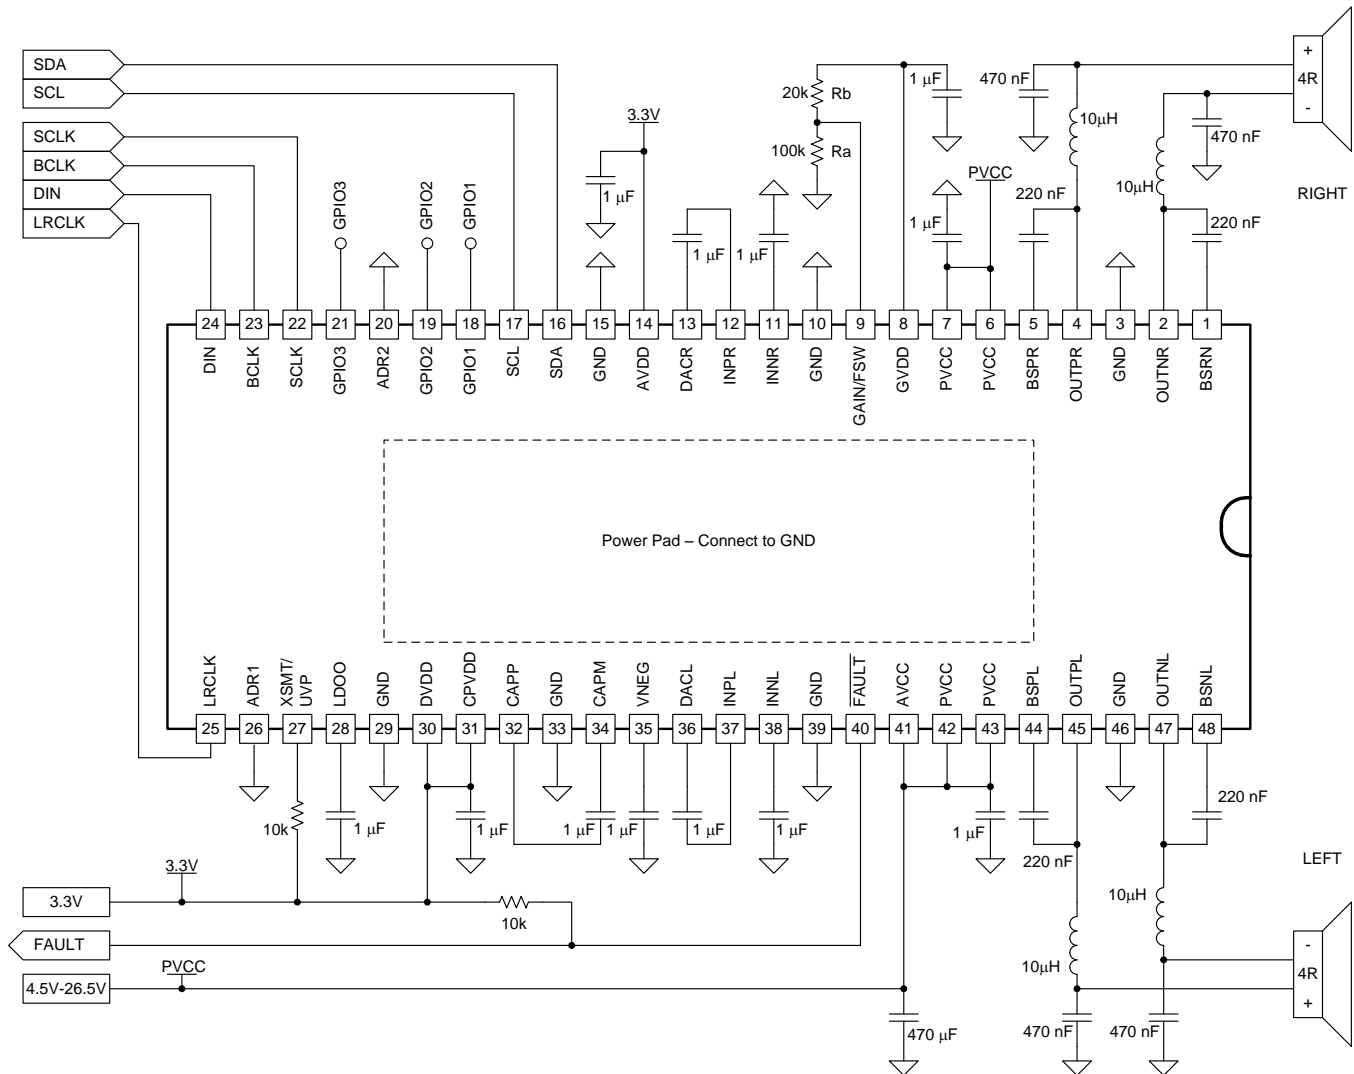 SDA
SCL
SCLK
BCLK
DIN
LRCLK
GPIO3
GPIO2
GPIO1
3.3V
1 µF
1 µF
1 µF
20k
Rb
100k
Ra
1 µF
PVCC
1 µF
470 nF
10µH
220 nF
10µH
470 nF
220 nF
+
4R
-
RIGHT
24
23
22
21
20
19
18
17
16
15
14
13
12
11
10
9
8
7
6
5
4
3
2
1
DIN
BCLK
SCLK
GPIO3
ADR2
GPIO2
GPIO1
SCL
SDA
GND
AVDD
DACR
INPR
INNR
GND
GAIN/FSW
GVDD
PVCC
PVCC
BSPR
OUTPR
GND
OUTNR
BSRN
Power Pad – Connect to GND
LRCLK
ADR1
XSMT/
UVP
LDOO
GND
DVDD
CPVDD
CAPP
GND
CAPM
VNEG
DACL
INPL
INNL
GND
FAULT
AVCC
PVCC
PVCC
BSPL
OUTPL
GND
OUTNL
BSNL
25
26
27
28
29
30
31
32
33
34
35
36
37
38
39
40
41
42
43
44
45
46
47
48
10k
1 µF
1 µF
1 µF
1 µF
1 µF
1 µF
1 µF
220 nF
220 nF
LEFT
3.3V
3.3V
10k
FAULT
PVCC
4.5V-26.5V
470 µF
10µH
10µH
470 nF
470 nF
-
4R
+